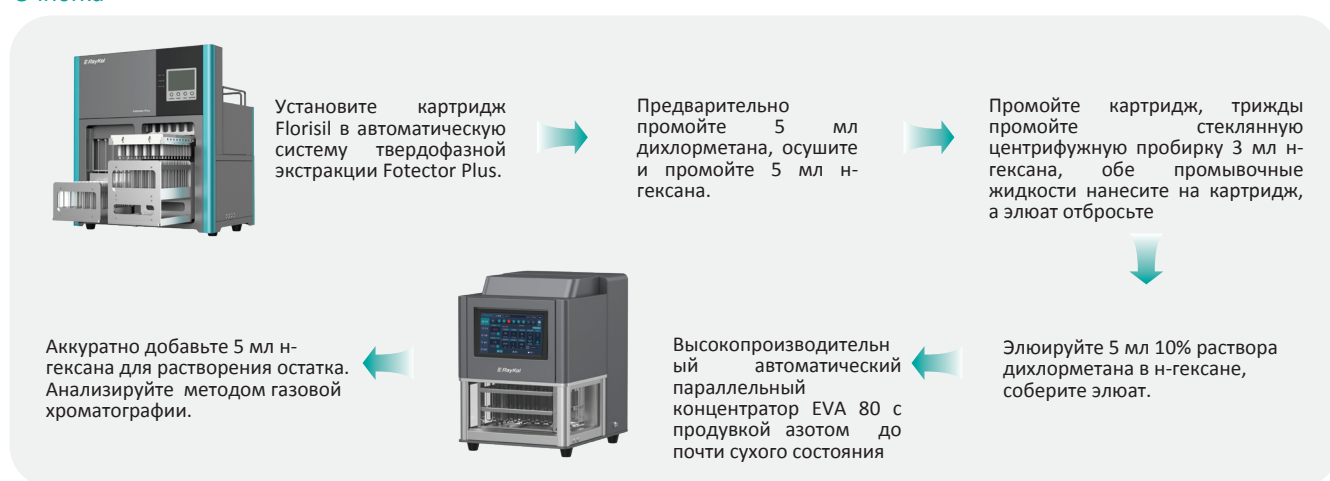 Установите картридж
Florisil в автоматическую
систему твердофазной
экстракции Fotector Plus.
Предварительно
промойте 5 мл
дихлорметана, осушите
и промойте 5 мл н-
гексана.
Промойте картридж, трижды
промойте стеклянную
центрифужную пробирку 3 мл н-
гексана, обе промывочные
жидкости нанесите на картридж,
а элюат отбросьте
Элюируйте 5 мл 10% раствора
дихлорметана в н-гексане,
соберите элюат.
Высокопроизводительн
ый автоматический
параллельный
концентратор EVA 80 с
продувкой азотом до
почти сухого состояния
Аккуратно добавьте 5 мл н-
гексана для растворения остатка.
Анализируйте методом газовой
хроматографии.
RayKol
RayKol